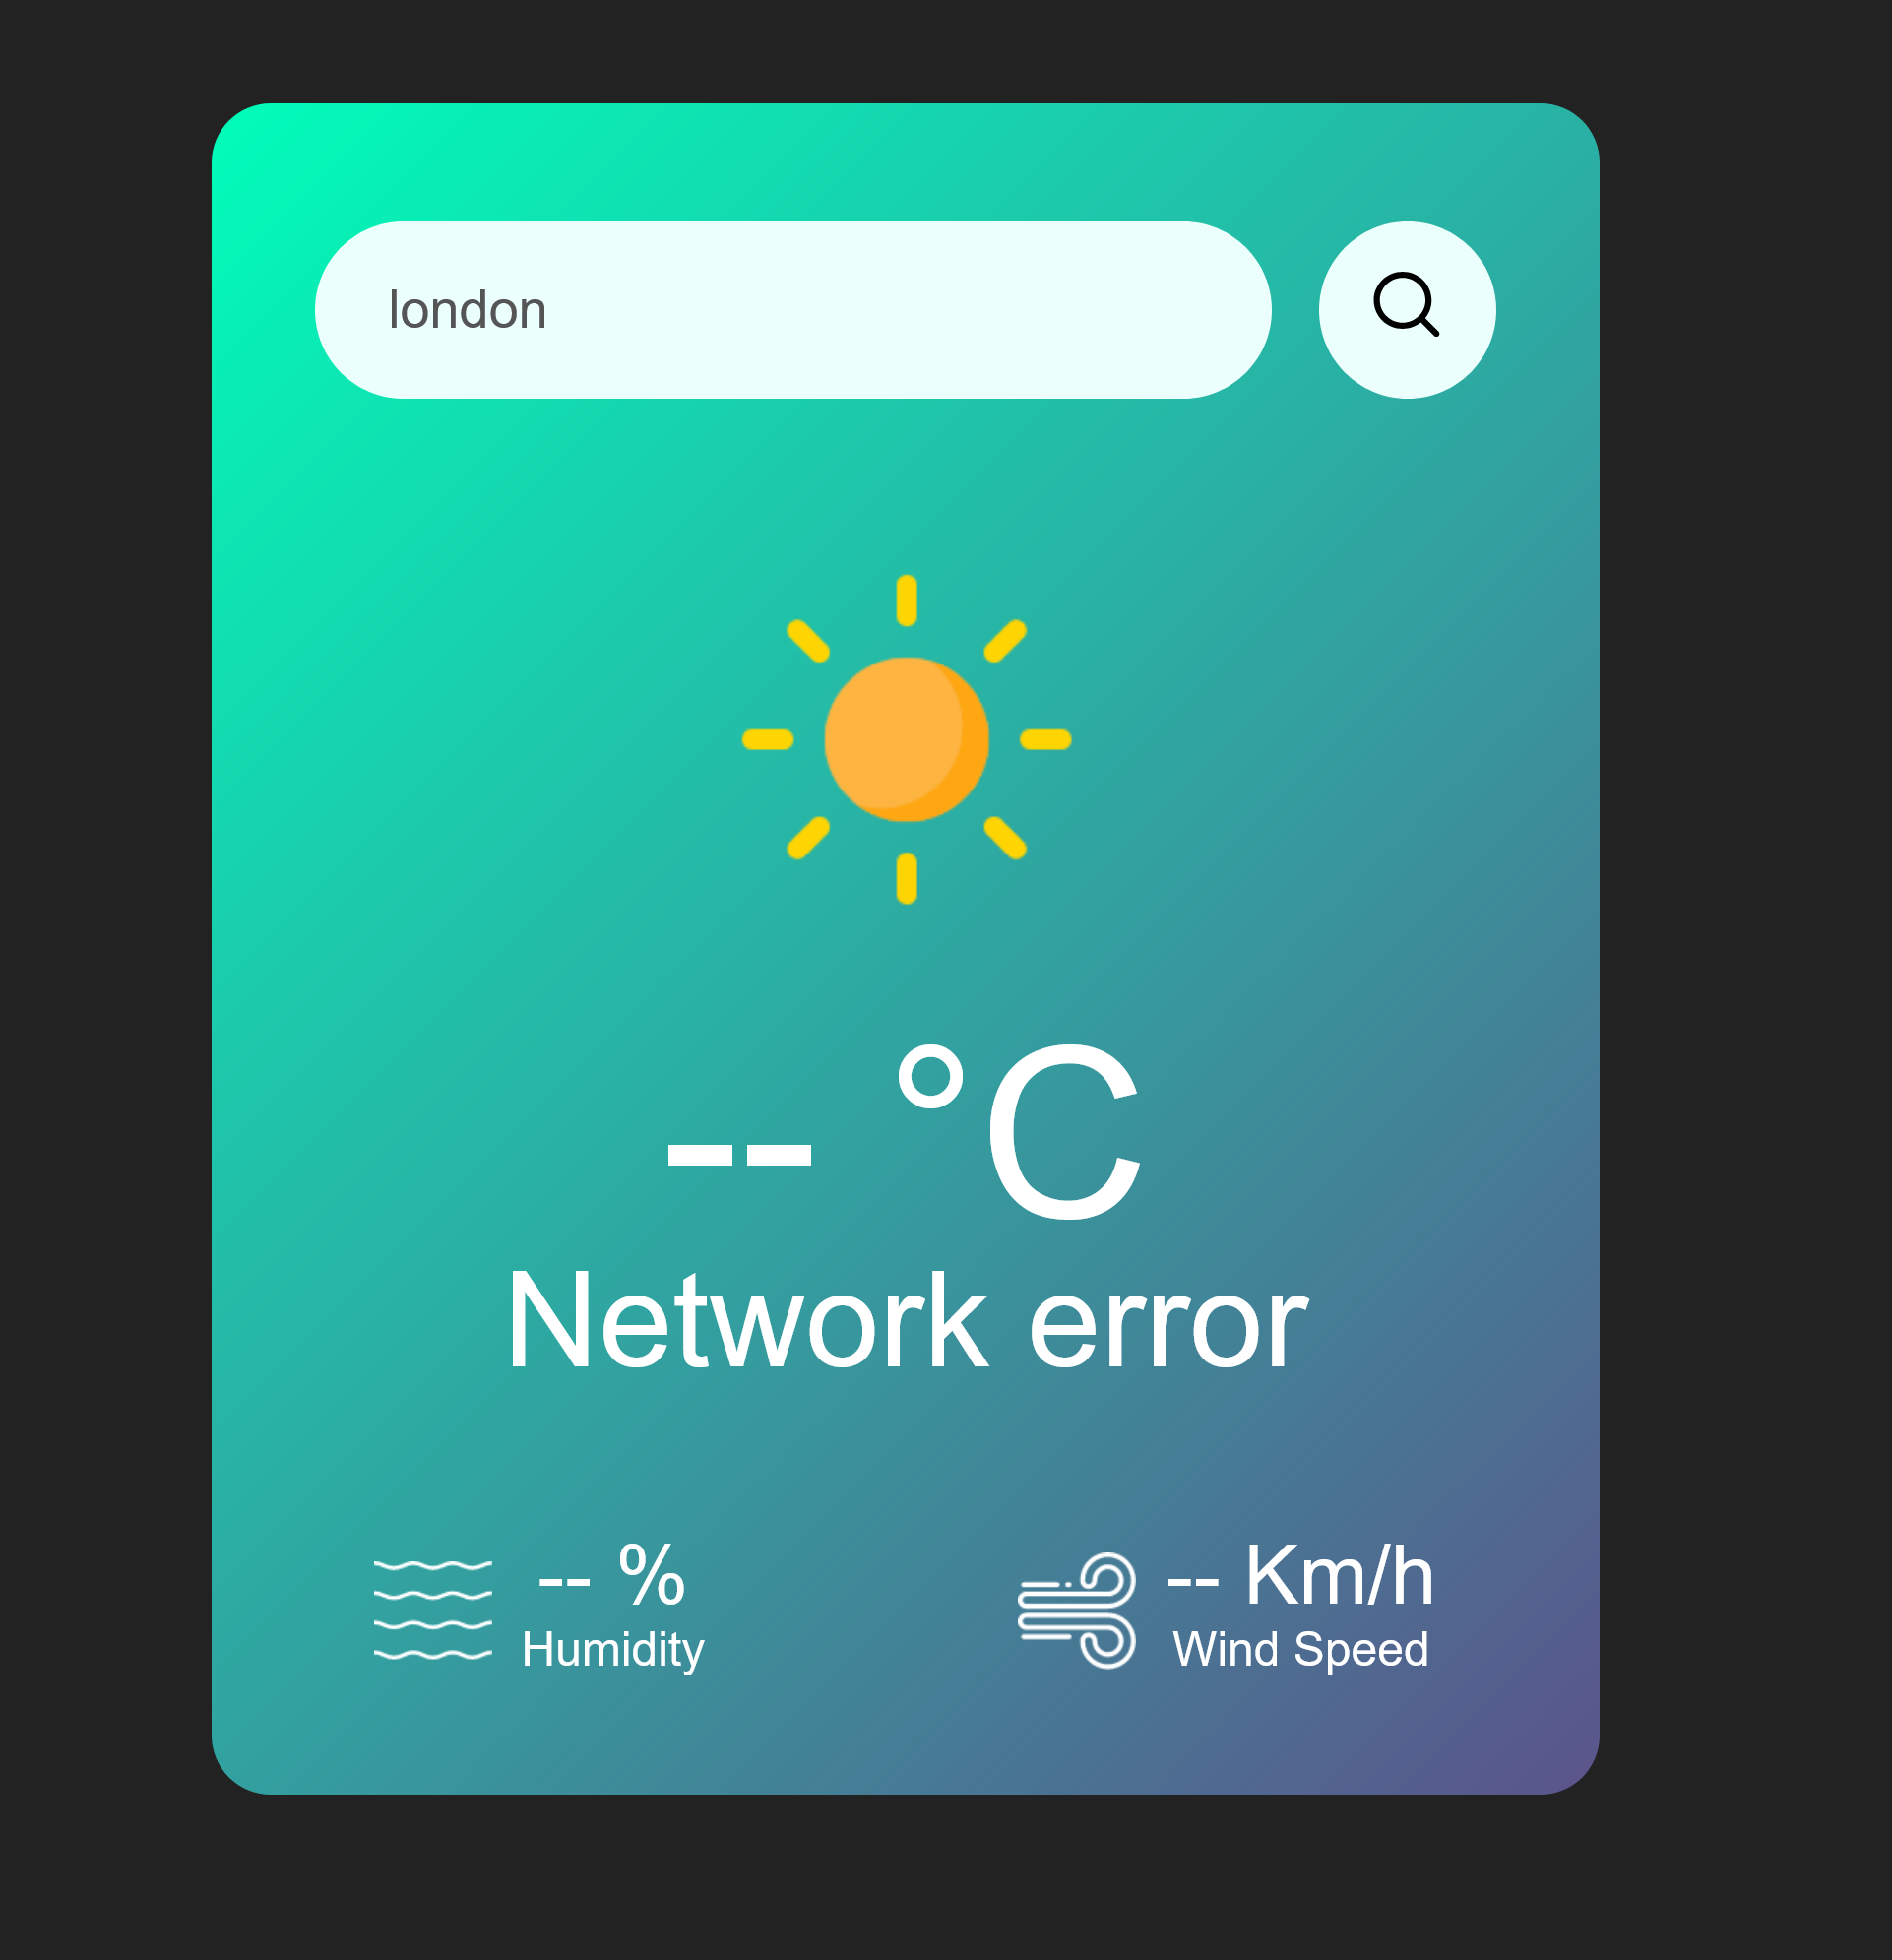 london
-- °C
Network error
-- %
Humidity
-- Km/h
Wind Speed